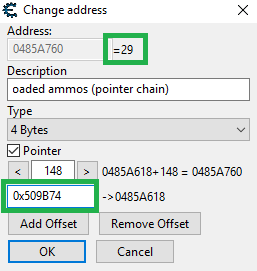 Change address
Address:
0485A760 =29
Description
oaded ammos (pointer chain)
Type
4 Bytes
Pointer
< 148 > 0485A618+148 = 0485A760
0x509B74 ->0485A618
Add Offset Remove Offset
OK Cancel